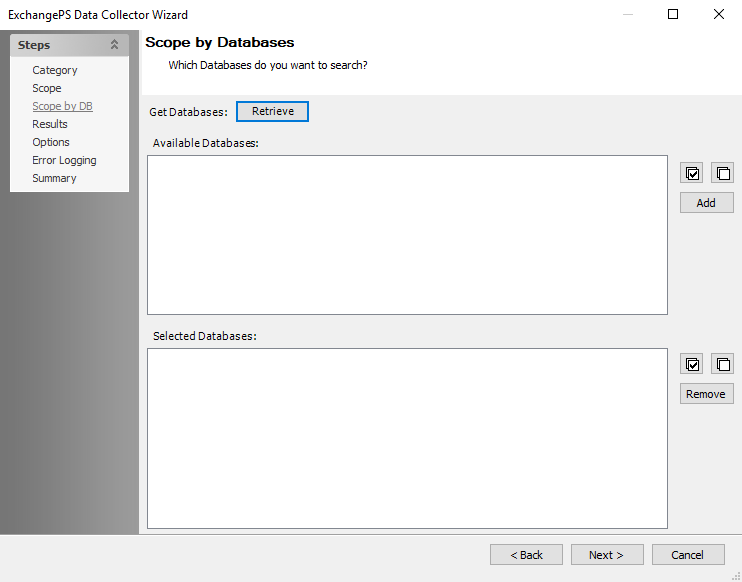 ExchangePS Data Collector Wizard
Steps
Category
Scope
Scope by DB
Results
Options
Error Logging
Summary
Scope by Databases
Which Databases do you want to search?
Get Databases: Retrieve
Available Databases:
Add
Selected Databases:
Remove
< Back Next > Cancel